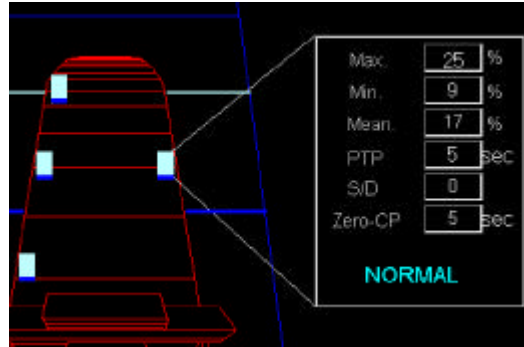 Max. 25 %
Min. 9 %
Mean. 17 %
PTP 5 sec
S/D 0
Zero-CP 5 sec
NORMAL